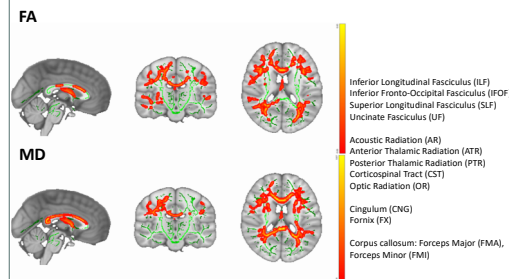 FA
Inferior Longitudinal Fasciculus (ILF)
Inferior Fronto-Occipital Fasciculus (IFOF
Superior Longitudinal Fasciculus (SLF)
Uncinate Fasciculus (UF)
Acoustic Radiation (AR)
Anterior Thalamic Radiation (ATR)
MD
Posterior Thalamic Radiation (PTR)
Corticospinal Tract (CST)
Optic Radiation (OR)
Cingulum (CNG)
Fornix (FX)
Corpus callosum: Forceps Major (FMA),
Forceps Minor (FMI)